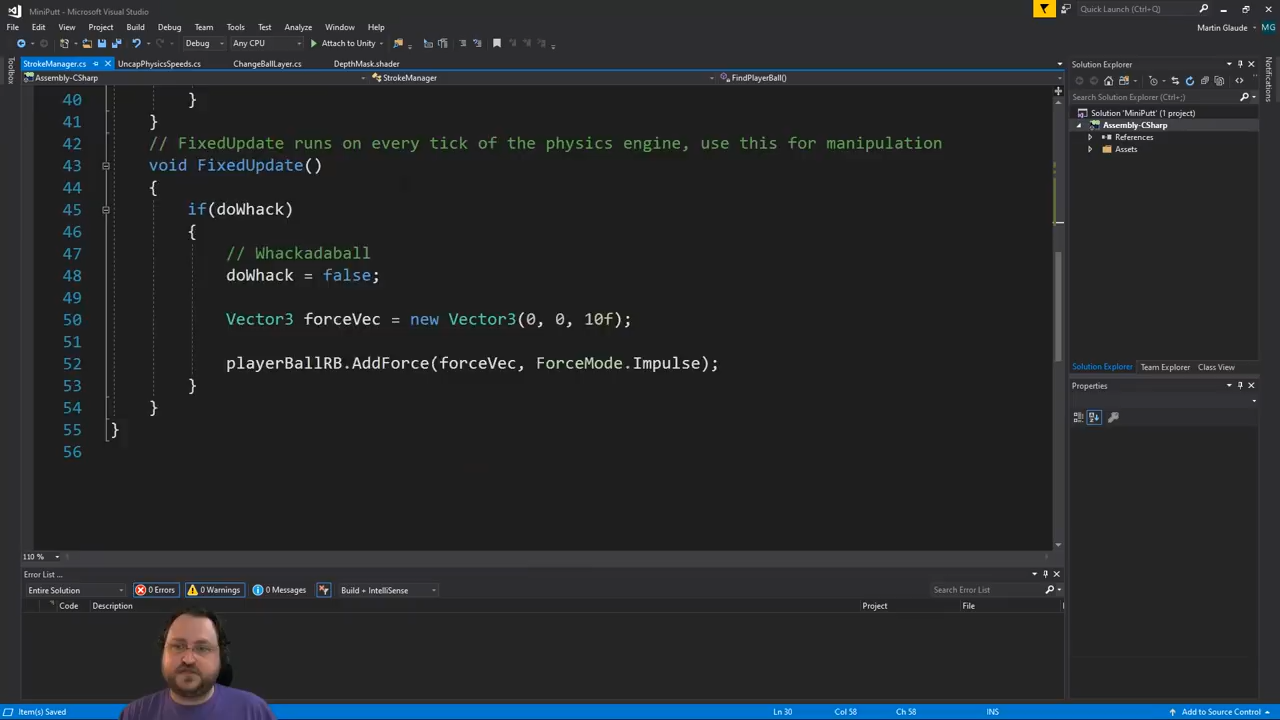 MiniPutt - Microsoft Visual Studio
Quick Launch (Ctrl+Q)
File Edit View Project Build Debug Team Tools Test Analyze Window Help
Martin Glaude MG
Debug Any CPU Attach to Unity
Toolbox
StrokeManager.cs UncapPhysicsSpeeds.cs ChangeBallLayer.cs DepthMask.shader
Assembly-CSharp StrokeManager FindPlayerBall()
40 }
41 }
42 // FixedUpdate runs on every tick of the physics engine, use this for manipulation
43 void FixedUpdate()
44 {
45 if(doWhack)
46 {
47 // Whackadaball
48 doWhack = false;
49
50 Vector3 forceVec = new Vector3(0, 0, 10f);
51
52 playerBallRB.AddForce(forceVec, ForceMode.Impulse);
53 }
54 }
55 }
56
110 %
Error List ...
Entire Solution 0 Errors 0 Warnings 0 Messages Build + IntelliSense Search Error List
Code Description Project File
Solution Explorer
Search Solution Explorer (Ctrl+;)
Solution 'MiniPutt' (1 project)
Assembly-CSharp
References
Assets
Solution Explorer Team Explorer Class View
Properties
Notifications
Item(s) Saved Ln 30 Col 58 Ch 58 INS Add to Source Control